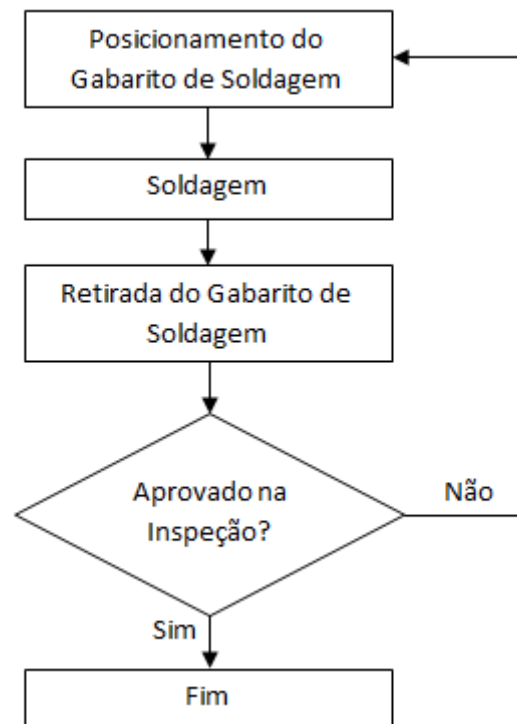 Posicionamento do
Gabarito de Soldagem
Soldagem
Retirada do Gabarito de
Soldagem
Aprovado na
Inspeção?
Não
Sim
Fim